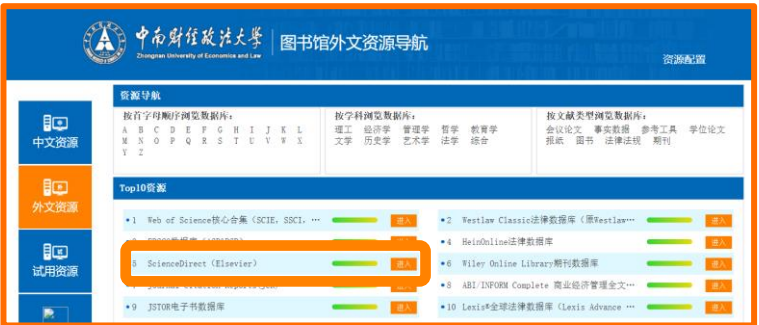 中南财经政法大学
Zhongnan University of Economics and Law
图书馆外文资源导航
资源配置
中文资源
外文资源
试用资源
资源导航
按首字母顺序浏览数据库:
A B C D E F G H I J K L
M N O P Q R S T U V W X
Y Z
按学科浏览数据库:
理工 经济学 管理学 哲学 教育学
文学 历史学 艺术学 法学 综合
按文献类型浏览数据库:
会议论文 事实数据 参考工具 学位论文
报纸 图书 法律法规 期刊
Top10资源
•1 Web of Science核心合集(SCIE, SSCI, ··· 进入
•2 Westlaw Classic法律数据库(原Westlaw··· 进入
•4 HeinOnline法律数据库 进入
5 ScienceDirect(Elsevier) 进入
•6 Wiley Online Library期刊数据库 进入
•8 ABI/INFORM Complete 商业经济管理全文··· 进入
•9 JSTOR电子书数据库 进入
•10 Lexis®全球法律数据库(Lexis Advance ··· 进入